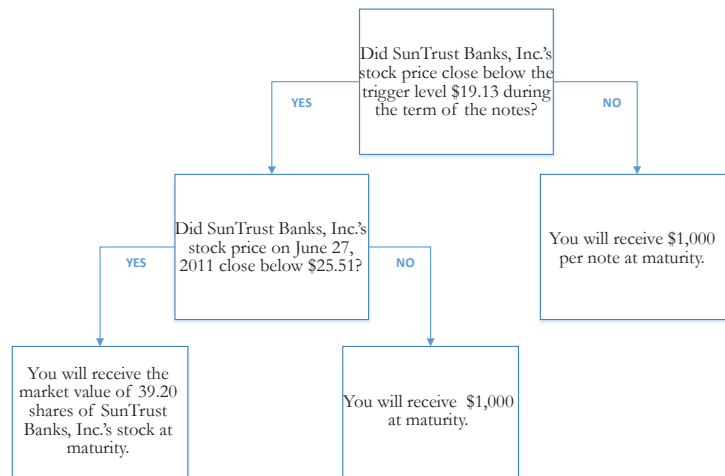 Did SunTrust Banks, Inc.'s
stock price close below the
trigger level $19.13 during
the term of the notes?
YES
NO
Did SunTrust Banks, Inc.'s
stock price on June 27,
2011 close below $25.51?
You will receive $1,000
per note at maturity.
YES
NO
You will receive the
market value of 39.20
shares of SunTrust
Banks, Inc.'s stock at
maturity.
You will receive $1,000
at maturity.